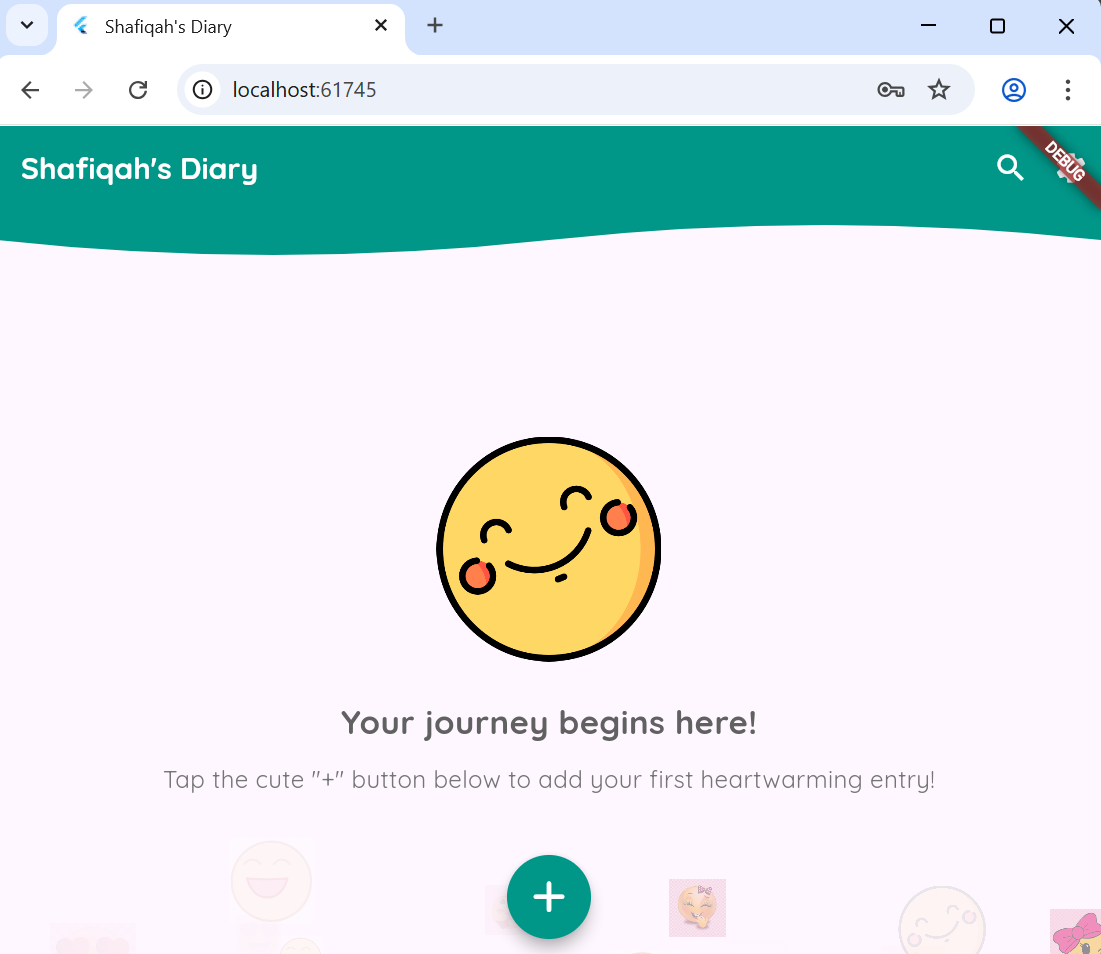 Shafiqah's Diary
localhost:61745
Shafiqah's Diary
DEBUG
Your journey begins here!
Tap the cute "+" button below to add your first heartwarming entry!